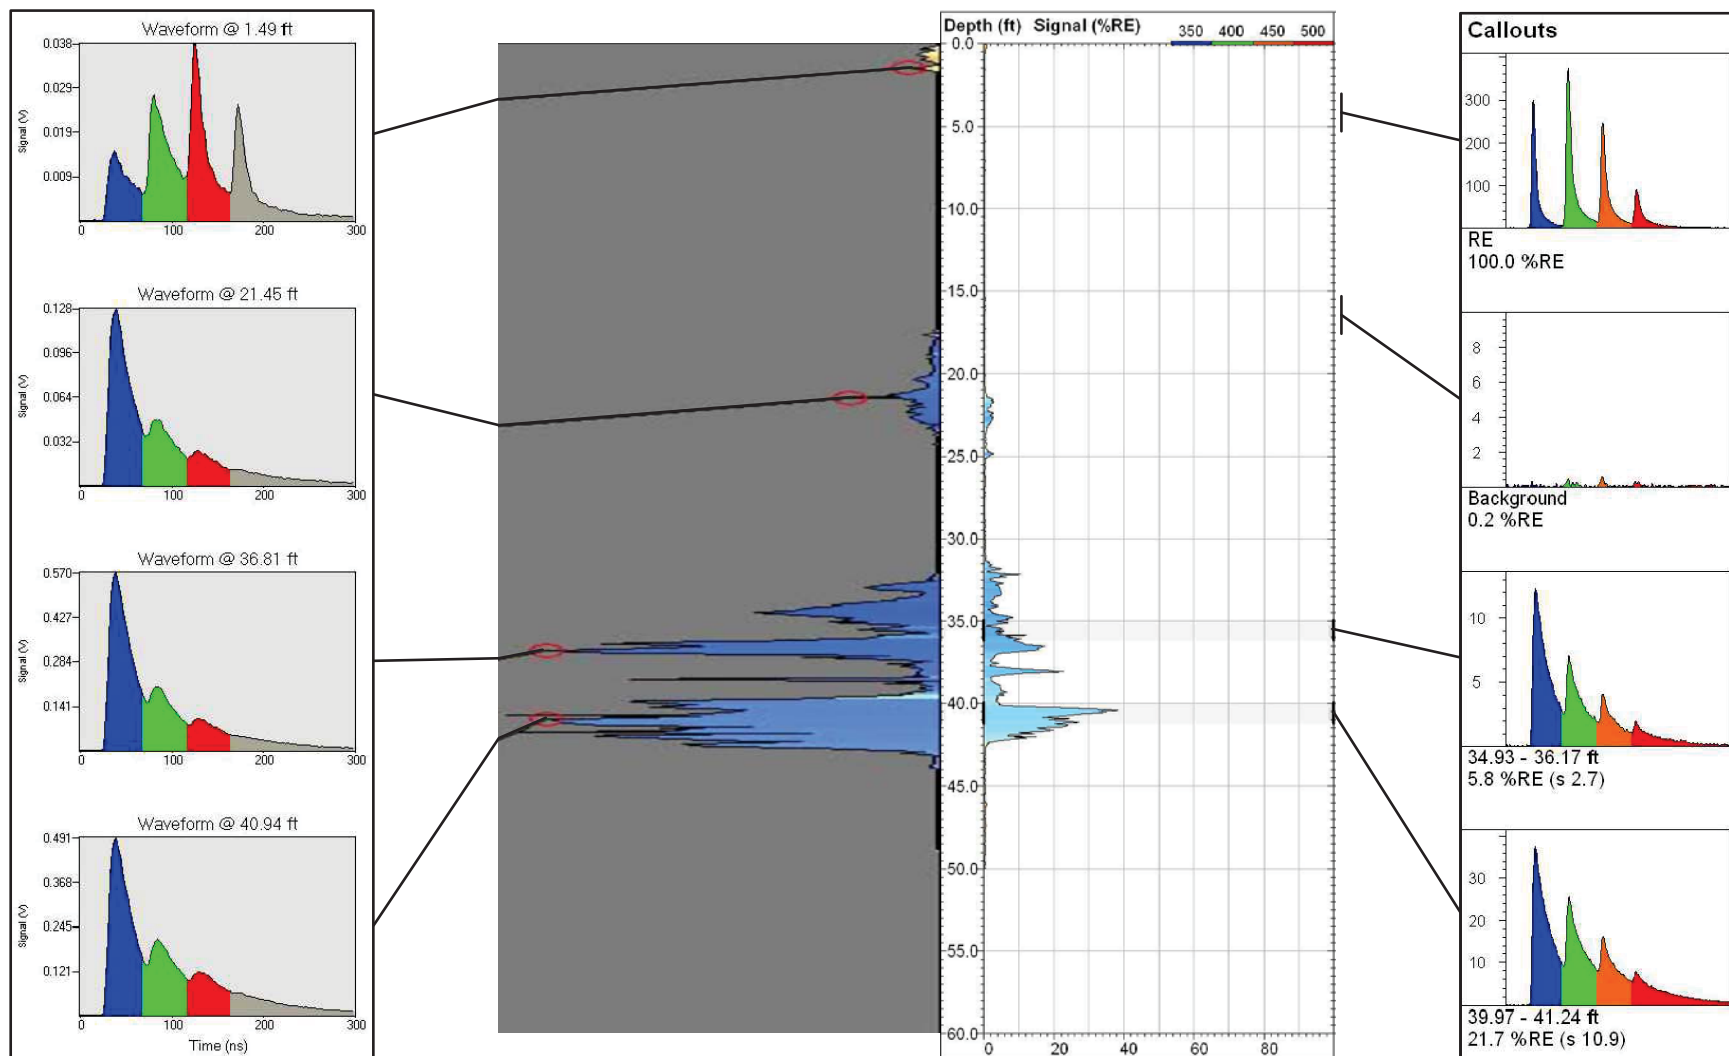 Waveform @ 1.49 ft
0.038
0.029
0.019
0.009
Signal (V)
0 100 200 300
Waveform @ 21.45 ft
0.128
0.096
0.064
0.032
Signal (V)
0 100 200 300
Waveform @ 36.81 ft
0.570
0.427
0.284
0.141
Signal (V)
0 100 200 300
Waveform @ 40.94 ft
0.491
0.368
0.245
0.121
Signal (V)
0 100 200 300
Time (ns)
Depth (ft) Signal (%RE) 350 400 450 500
0.0
5.0
10.0
15.0
20.0
25.0
30.0
35.0
40.0
45.0
50.0
55.0
60.0
0 20 40 60 80
Callouts
300
200
100
RE
100.0 %RE
8
6
4
2
Background
0.2 %RE
10
5
34.93 - 36.17 ft
5.8 %RE (s 2.7)
30
20
10
39.97 - 41.24 ft
21.7 %RE (s 10.9)